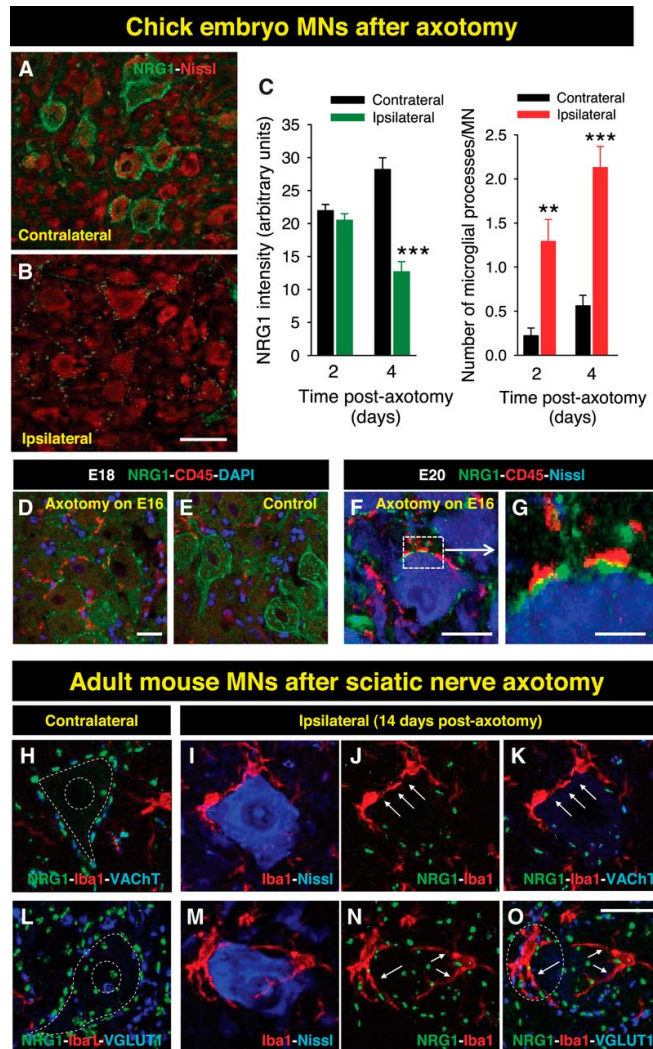 Chick embryo MNs after axotomy
A
NRG1-Nissl
Contralateral
B
Ipsilateral
C
Contrateral
Ipsilateral
NRG1 intensity (arbitrary units)
35
30
25
20
15
10
5
0
***
2
4
Time post-axotomy
(days)
Contrateral
Ipsilateral
Number of microglial processes/MN
2.5
2.0
1.5
1.0
0.5
0.0
**
***
2
4
Time post-axotomy
(days)
E18 NRG1-CD45-DAPI
D
Axotomy on E16
E
Control
E20 NRG1-CD45-Nissl
F
Axotomy on E16
G
Adult mouse MNs after sciatic nerve axotomy
Contralateral
Ipsilateral (14 days post-axotomy)
H
NRG1-Iba1-VAChT
I
Iba1-Nissl
J
NRG1-Iba1
K
NRG1-Iba1-VAChT
L
NRG1-Iba1-VGLUT1
M
Iba1-Nissl
N
NRG1-Iba1
O
NRG1-Iba1-VGLUT1